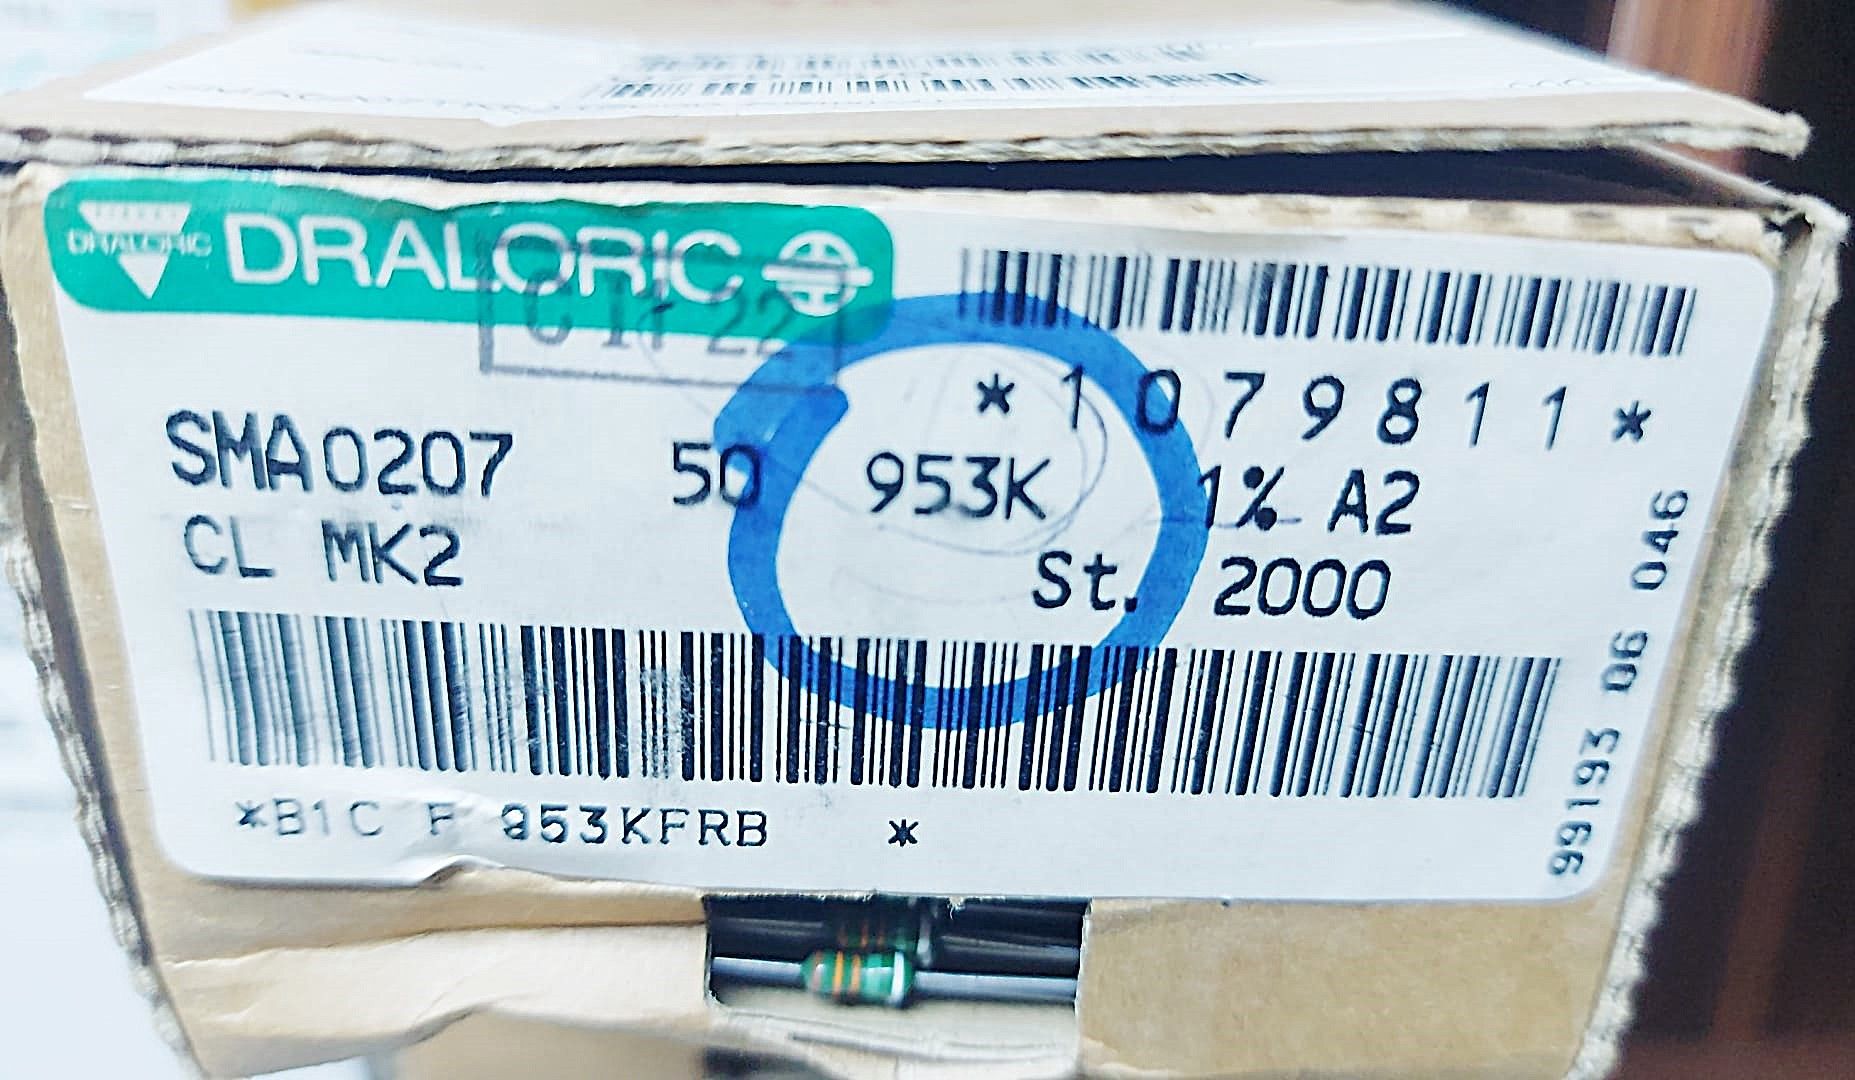 DRALORIC
DRALORIC
*1079811*
SMA0207 50 953K 1% A2
CL MK2 St. 2000
*B1C F 953KFRB *
99193 06 046